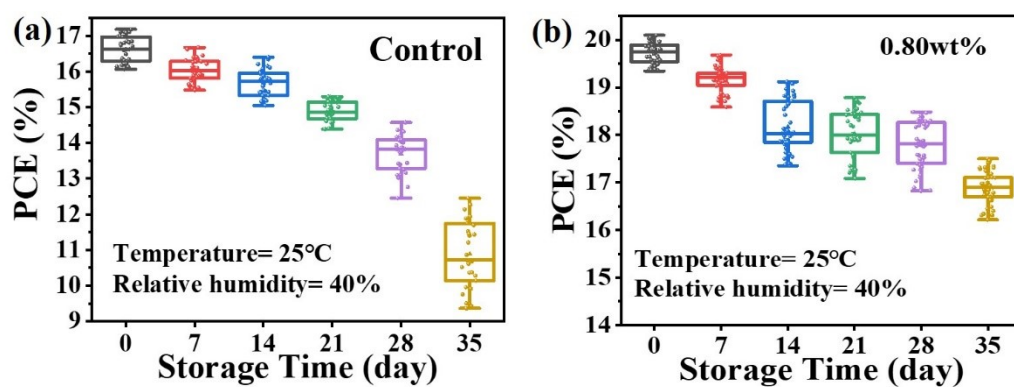 (a)
Control
PCE (%)
17
16
15
14
13
12
11
10
9
Temperature= 25°C
Relative humidity= 40%
0 7 14 21 28 35
Storage Time (day)
(b)
0.80wt%
PCE (%)
20
19
18
17
16
15
14
Temperature= 25°C
Relative humidity= 40%
0 7 14 21 28 35
Storage Time (day)